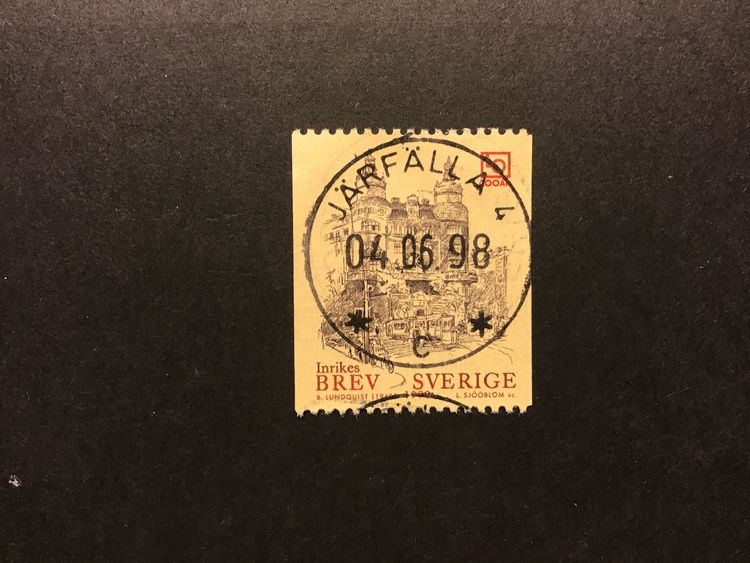 JÄRFÄLLA 4
04.06.98
C
Inrikes
BREV SVERIGE
B. LUNDQUIST L. SJÖÖBLOM sc.